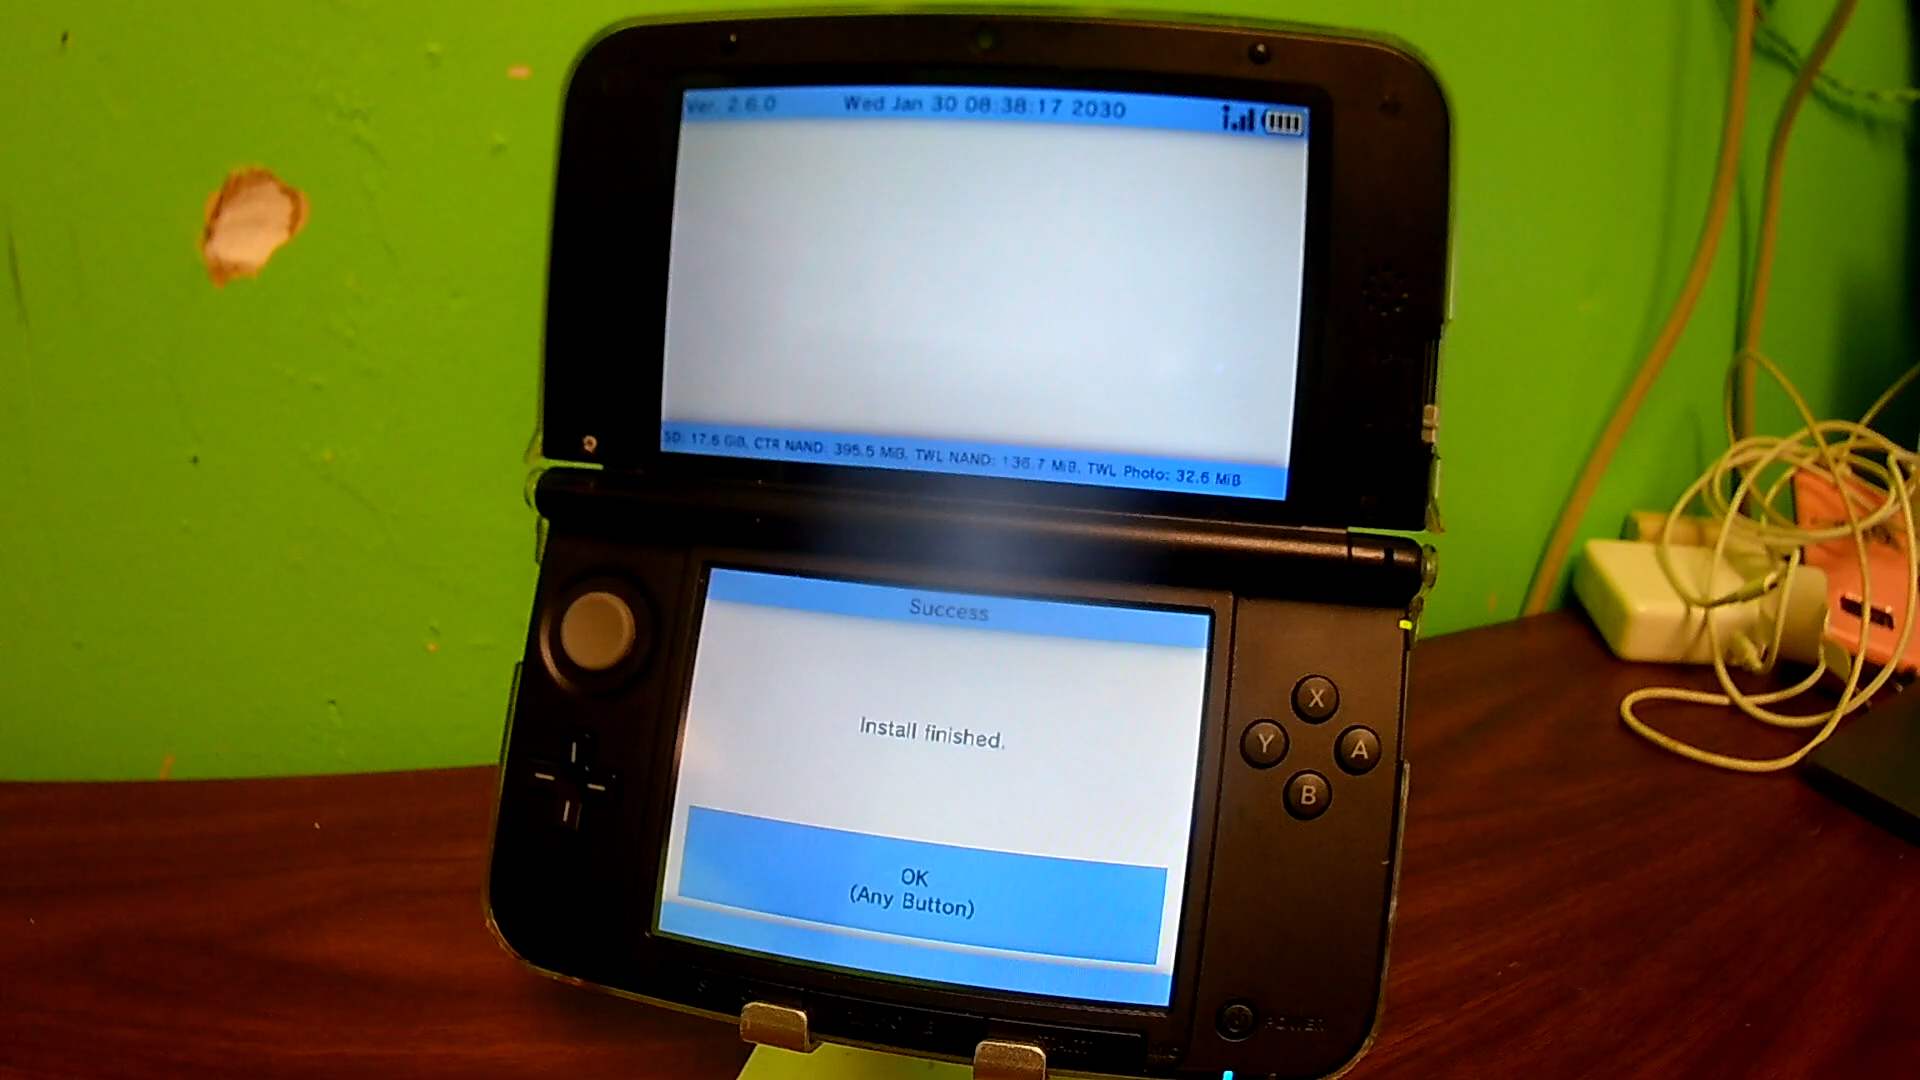 Ver. 2.6.0
Wed Jan 30 08:38:17 2030
SD: 17.6 GiB, CTR NAND: 395.5 MiB, TWL NAND: 136.7 MiB, TWL Photo: 32.6 MiB
Success
Install finished.
OK
(Any Button)
X
Y
A
B
POWER